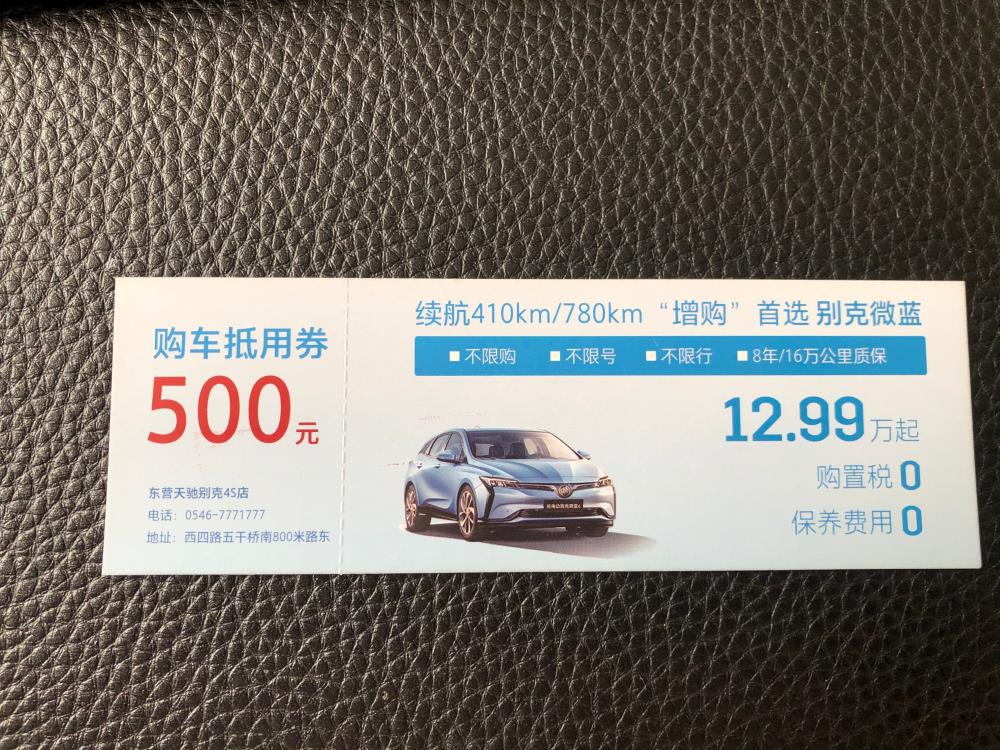 购车抵用券
500元
东营天驰别克4S店
电话：0546-7771777
地址：西四路五干桥南800米路东
续航410km/780km“增购”首选 别克微蓝
不限购 不限号 不限行 8年/16万公里质保
12.99万起
购置税 0
保养费用 0